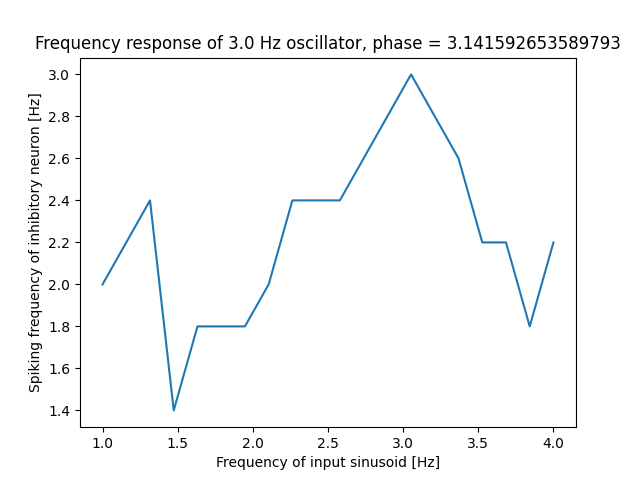 Frequency response of 3.0 Hz oscillator, phase = 3.141592653589793
3.0
2.8
2.6
2.4
2.2
2.0
1.8
1.6
1.4
Spiking frequency of inhibitory neuron [Hz]
1.0 1.5 2.0 2.5 3.0 3.5 4.0
Frequency of input sinusoid [Hz]